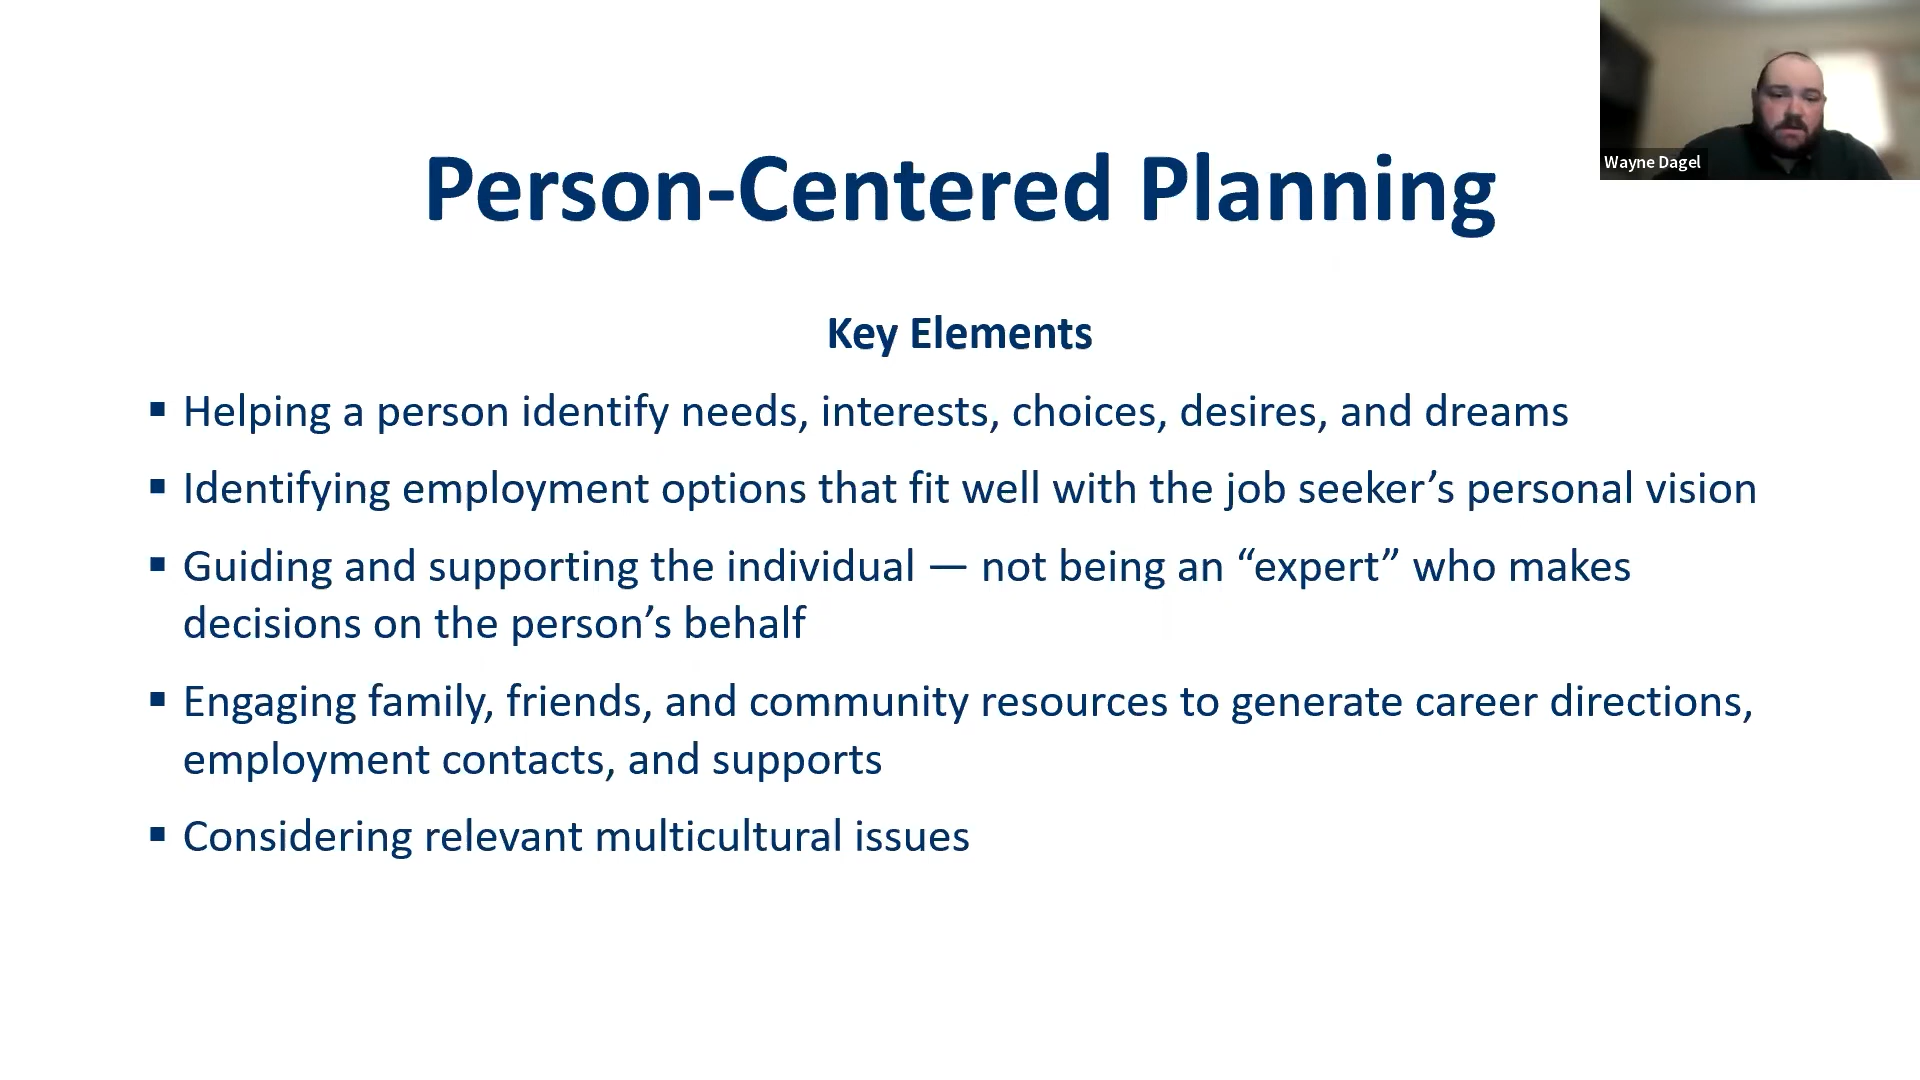 Wayne Dagel
Person-Centered Planning
Key Elements
▪ Helping a person identify needs, interests, choices, desires, and dreams
▪ Identifying employment options that fit well with the job seeker’s personal vision
▪ Guiding and supporting the individual — not being an “expert” who makes
decisions on the person’s behalf
▪ Engaging family, friends, and community resources to generate career directions,
employment contacts, and supports
▪ Considering relevant multicultural issues